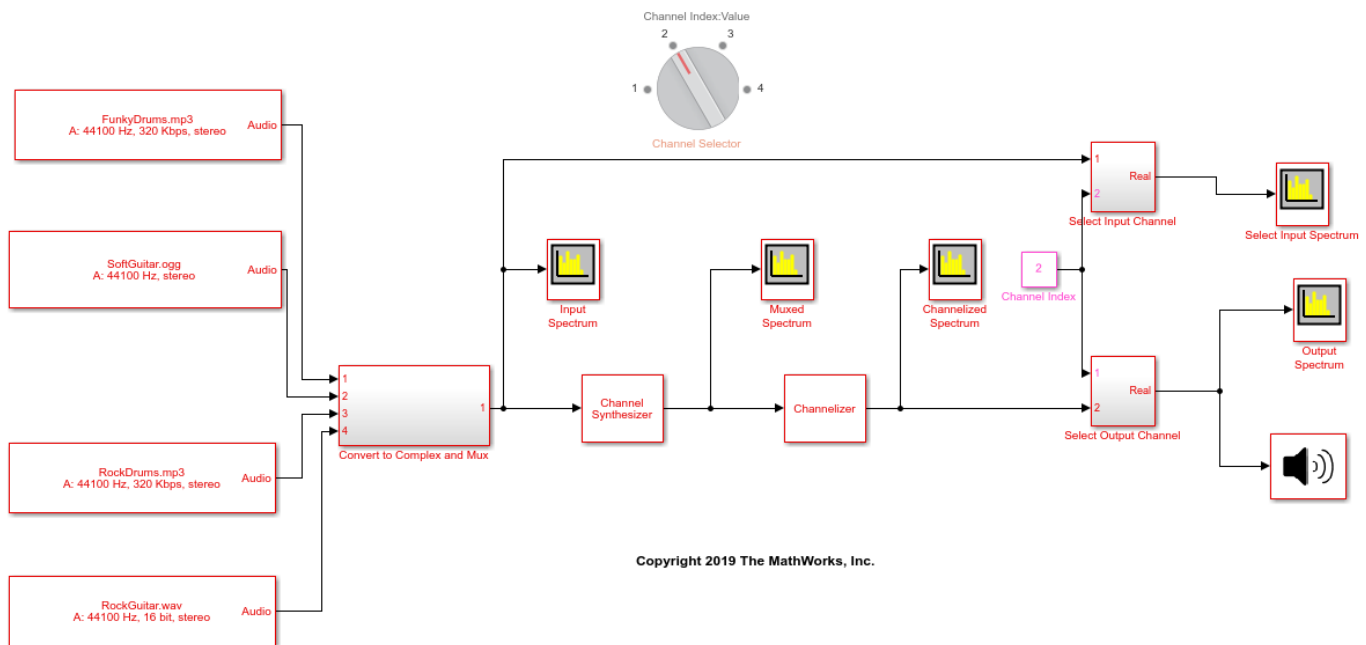 Channel Index:Value
2
3
1
4
Channel Selector
FunkyDrums.mp3
A: 44100 Hz, 320 Kbps, stereo
Audio
SoftGuitar.ogg
A: 44100 Hz, stereo
Audio
RockDrums.mp3
A: 44100 Hz, 320 Kbps, stereo
Audio
RockGuitar.wav
A: 44100 Hz, 16 bit, stereo
Audio
1
2
3
4
1
Convert to Complex and Mux
Input
Spectrum
Channel
Synthesizer
Muxed
Spectrum
Channelizer
Channelized
Spectrum
2
Channel Index
1
2
Real
Select Input Channel
Select Input Spectrum
1
2
Real
Select Output Channel
Output
Spectrum
Copyright 2019 The MathWorks, Inc.